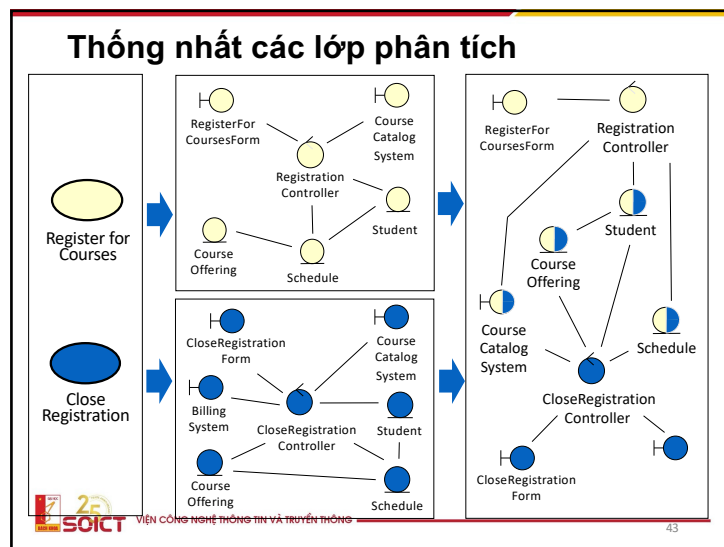 Thống nhất các lớp phân tích
Register for
Courses
Close
Registration
RegisterFor
CoursesForm
Course
Catalog
System
Registration
Controller
Student
Course
Offering
Schedule
CloseRegistration
Form
Course
Catalog
System
Billing
System
CloseRegistration
Controller
Student
Course
Offering
Schedule
RegisterFor
CoursesForm
Registration
Controller
Student
Course
Offering
Course
Catalog
System
Schedule
CloseRegistration
Controller
CloseRegistration
Form
25
SOICT
VIỆN CÔNG NGHỆ THÔNG TIN VÀ TRUYỀN THÔNG
43